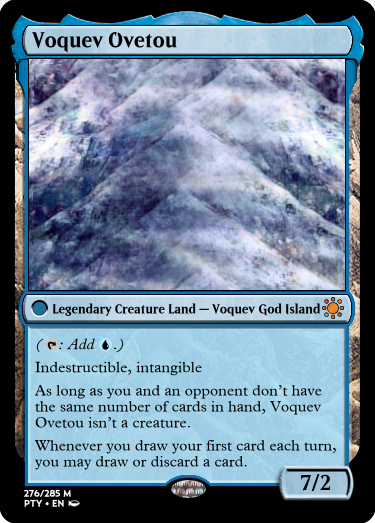 Voquev Ovetou
Legendary Creature Land — Voquev God Island
( : Add .)
Indestructible, intangible
As long as you and an opponent don't have
the same number of cards in hand, Voquev
Ovetou isn't a creature.
Whenever you draw your first card each turn,
you may draw or discard a card.
7/2
276/285 M
PTY • EN